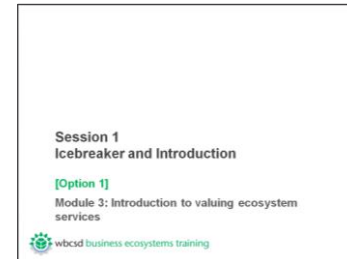 Session 1
Icebreaker and Introduction
[Option 1]
Module 3: Introduction to valuing ecosystem
services
wbcsd business ecosystems training